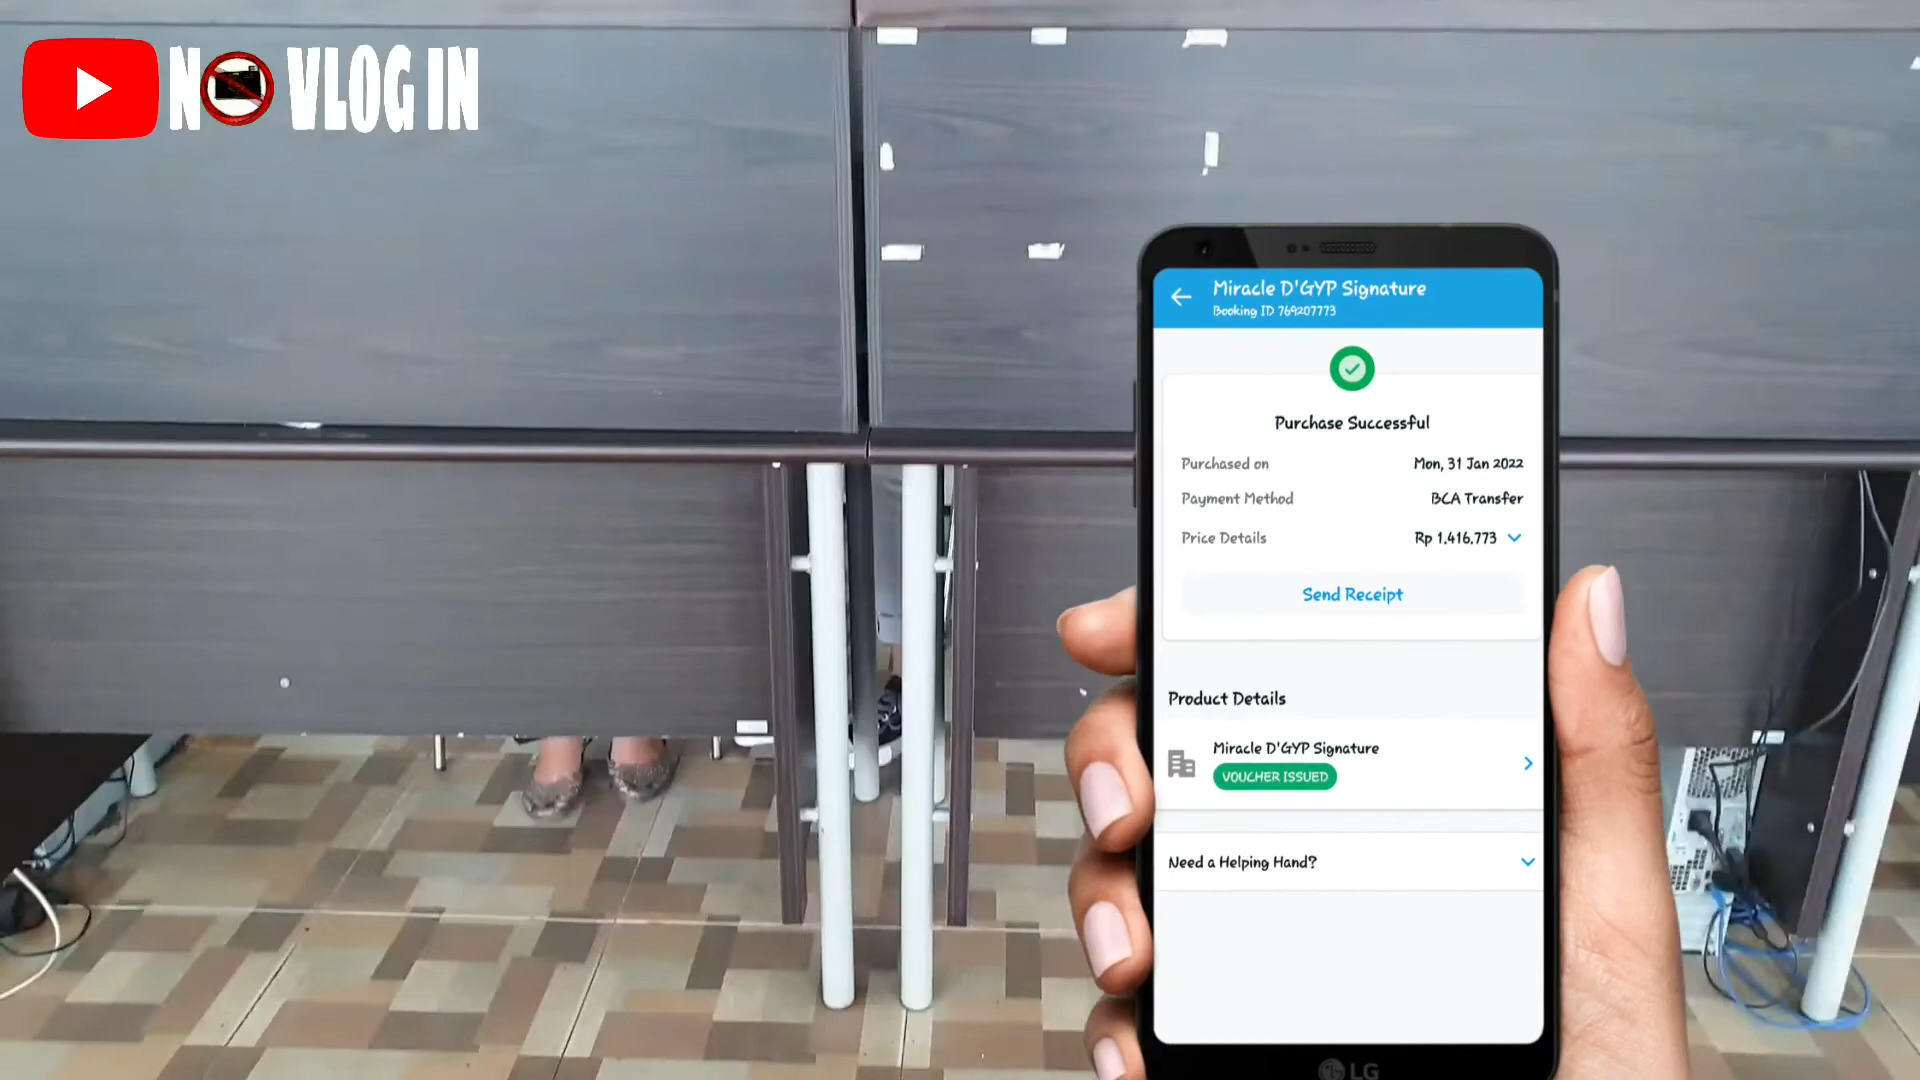 NO VLOG IN
Miracle D'GYP Signature
Booking ID 769207773
Purchase Successful
Purchased on Mon, 31 Jan 2022
Payment Method BCA Transfer
Price Details Rp 1.416.773
Send Receipt
Product Details
Miracle D'GYP Signature
VOUCHER ISSUED
Need a Helping Hand?
LG